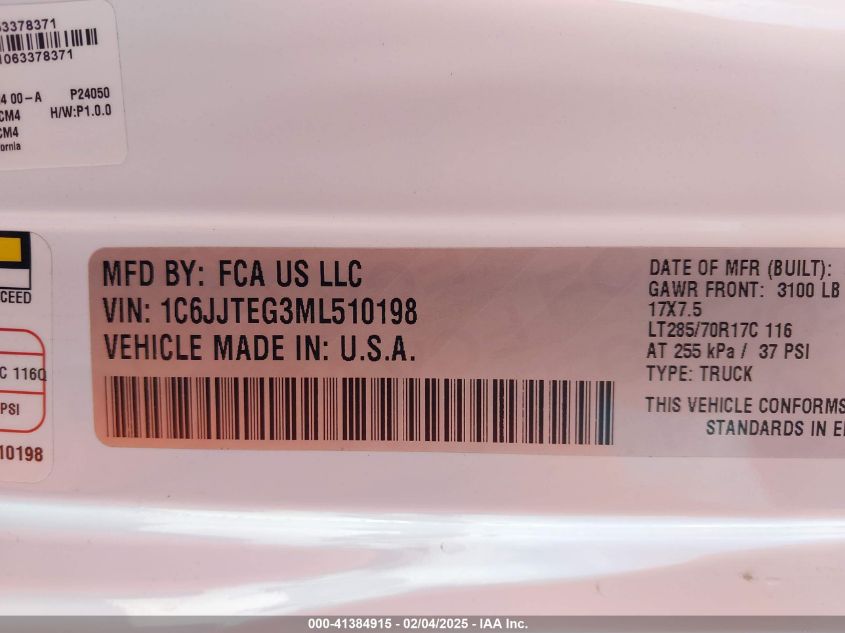 63378371
1063378371
4 00-A P24050
CM4 H/W:P1.0.0
CM4
ornia
CEED
C 116Q
PSI
10198
MFD BY: FCA US LLC
VIN: 1C6JJTEG3ML510198
VEHICLE MADE IN: U.S.A.
DATE OF MFR (BUILT):
GAWR FRONT: 3100 LB
17X7.5
LT285/70R17C 116
AT 255 kPa / 37 PSI
TYPE: TRUCK
THIS VEHICLE CONFORMS
STANDARDS IN E
000-41384915 - 02/04/2025 - IAA Inc.